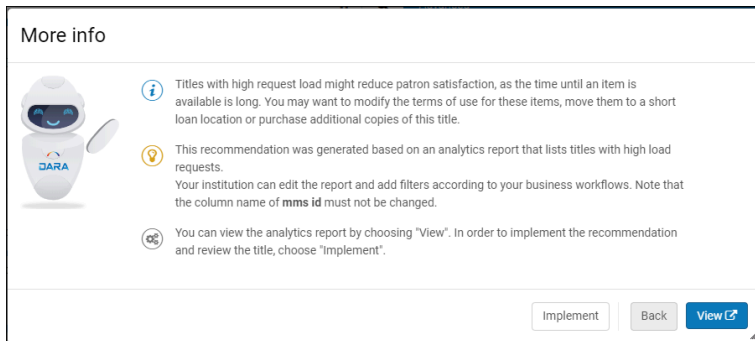 More info
Titles with high request load might reduce patron satisfaction, as the time until an item is
available is long. You may want to modify the terms of use for these items, move them to a short
loan location or purchase additional copies of this title.
This recommendation was generated based on an analytics report that lists titles with high load
requests.
Your institution can edit the report and add filters according to your business workflows. Note that
the column name of mms id must not be changed.
DARA
You can view the analytics report by choosing "View". In order to implement the recommendation
and review the title, choose "Implement".
Implement
Back
View